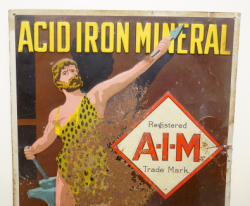 ACID IRON MINERAL
Registered
A-I-M
Trade Mark